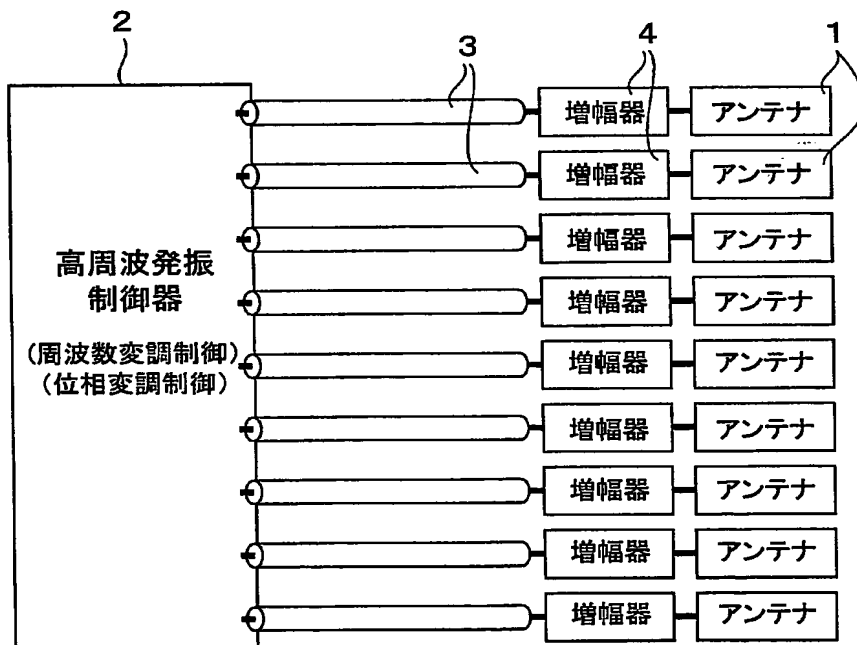 2
3
4
1
高周波発振
制御器
(周波数変調制御)
(位相変調制御)
増幅器 アンテナ
増幅器 アンテナ
増幅器 アンテナ
増幅器 アンテナ
増幅器 アンテナ
増幅器 アンテナ
増幅器 アンテナ
増幅器 アンテナ
増幅器 アンテナ